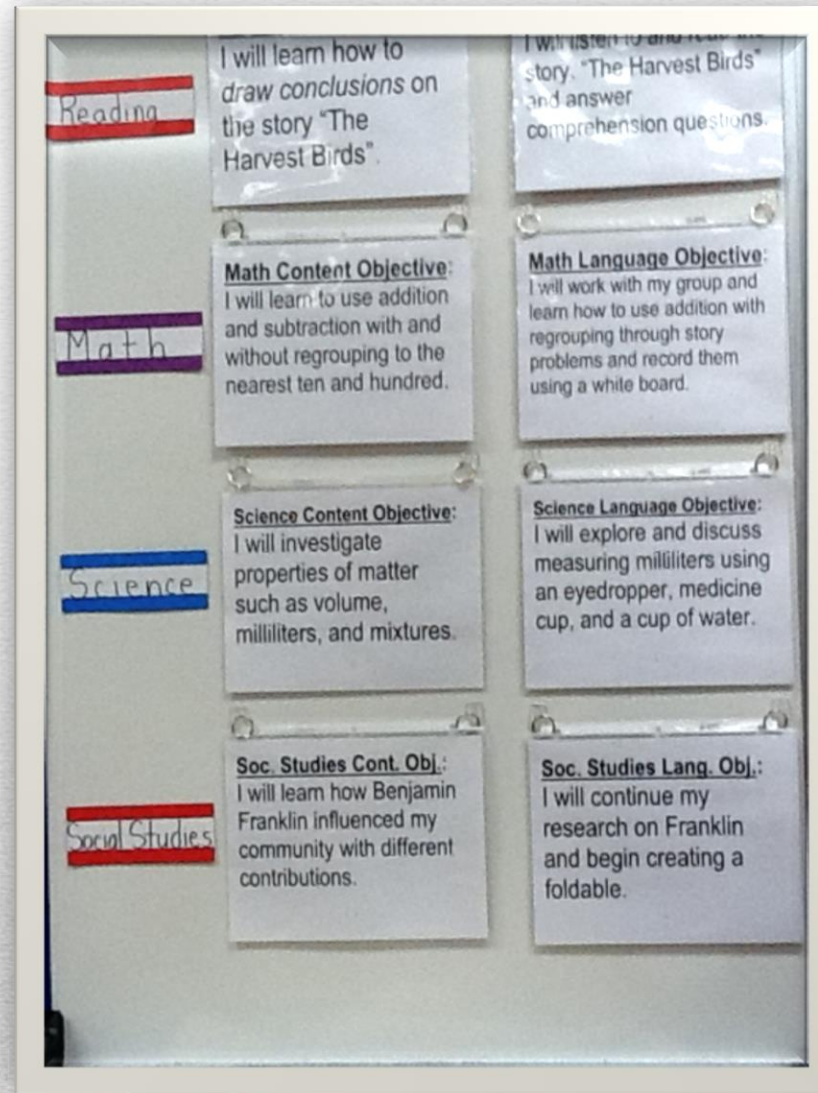 Reading
I will learn how to
draw conclusions on
the story "The
Harvest Birds".
I will listen to and read the
story. "The Harvest Birds"
and answer
comprehension questions.
Math
Math Content Objective:
I will learn to use addition
and subtraction with and
without regrouping to the
nearest ten and hundred.
Math Language Objective:
I will work with my group and
learn how to use addition with
regrouping through story
problems and record them
using a white board.
Science
Science Content Objective:
I will investigate
properties of matter
such as volume,
milliliters, and mixtures.
Science Language Objective:
I will explore and discuss
measuring milliliters using
an eyedropper, medicine
cup, and a cup of water.
Social Studies
Soc. Studies Cont. Obj.:
I will learn how Benjamin
Franklin influenced my
community with different
contributions.
Soc. Studies Lang. Obj.:
I will continue my
research on Franklin
and begin creating a
foldable.